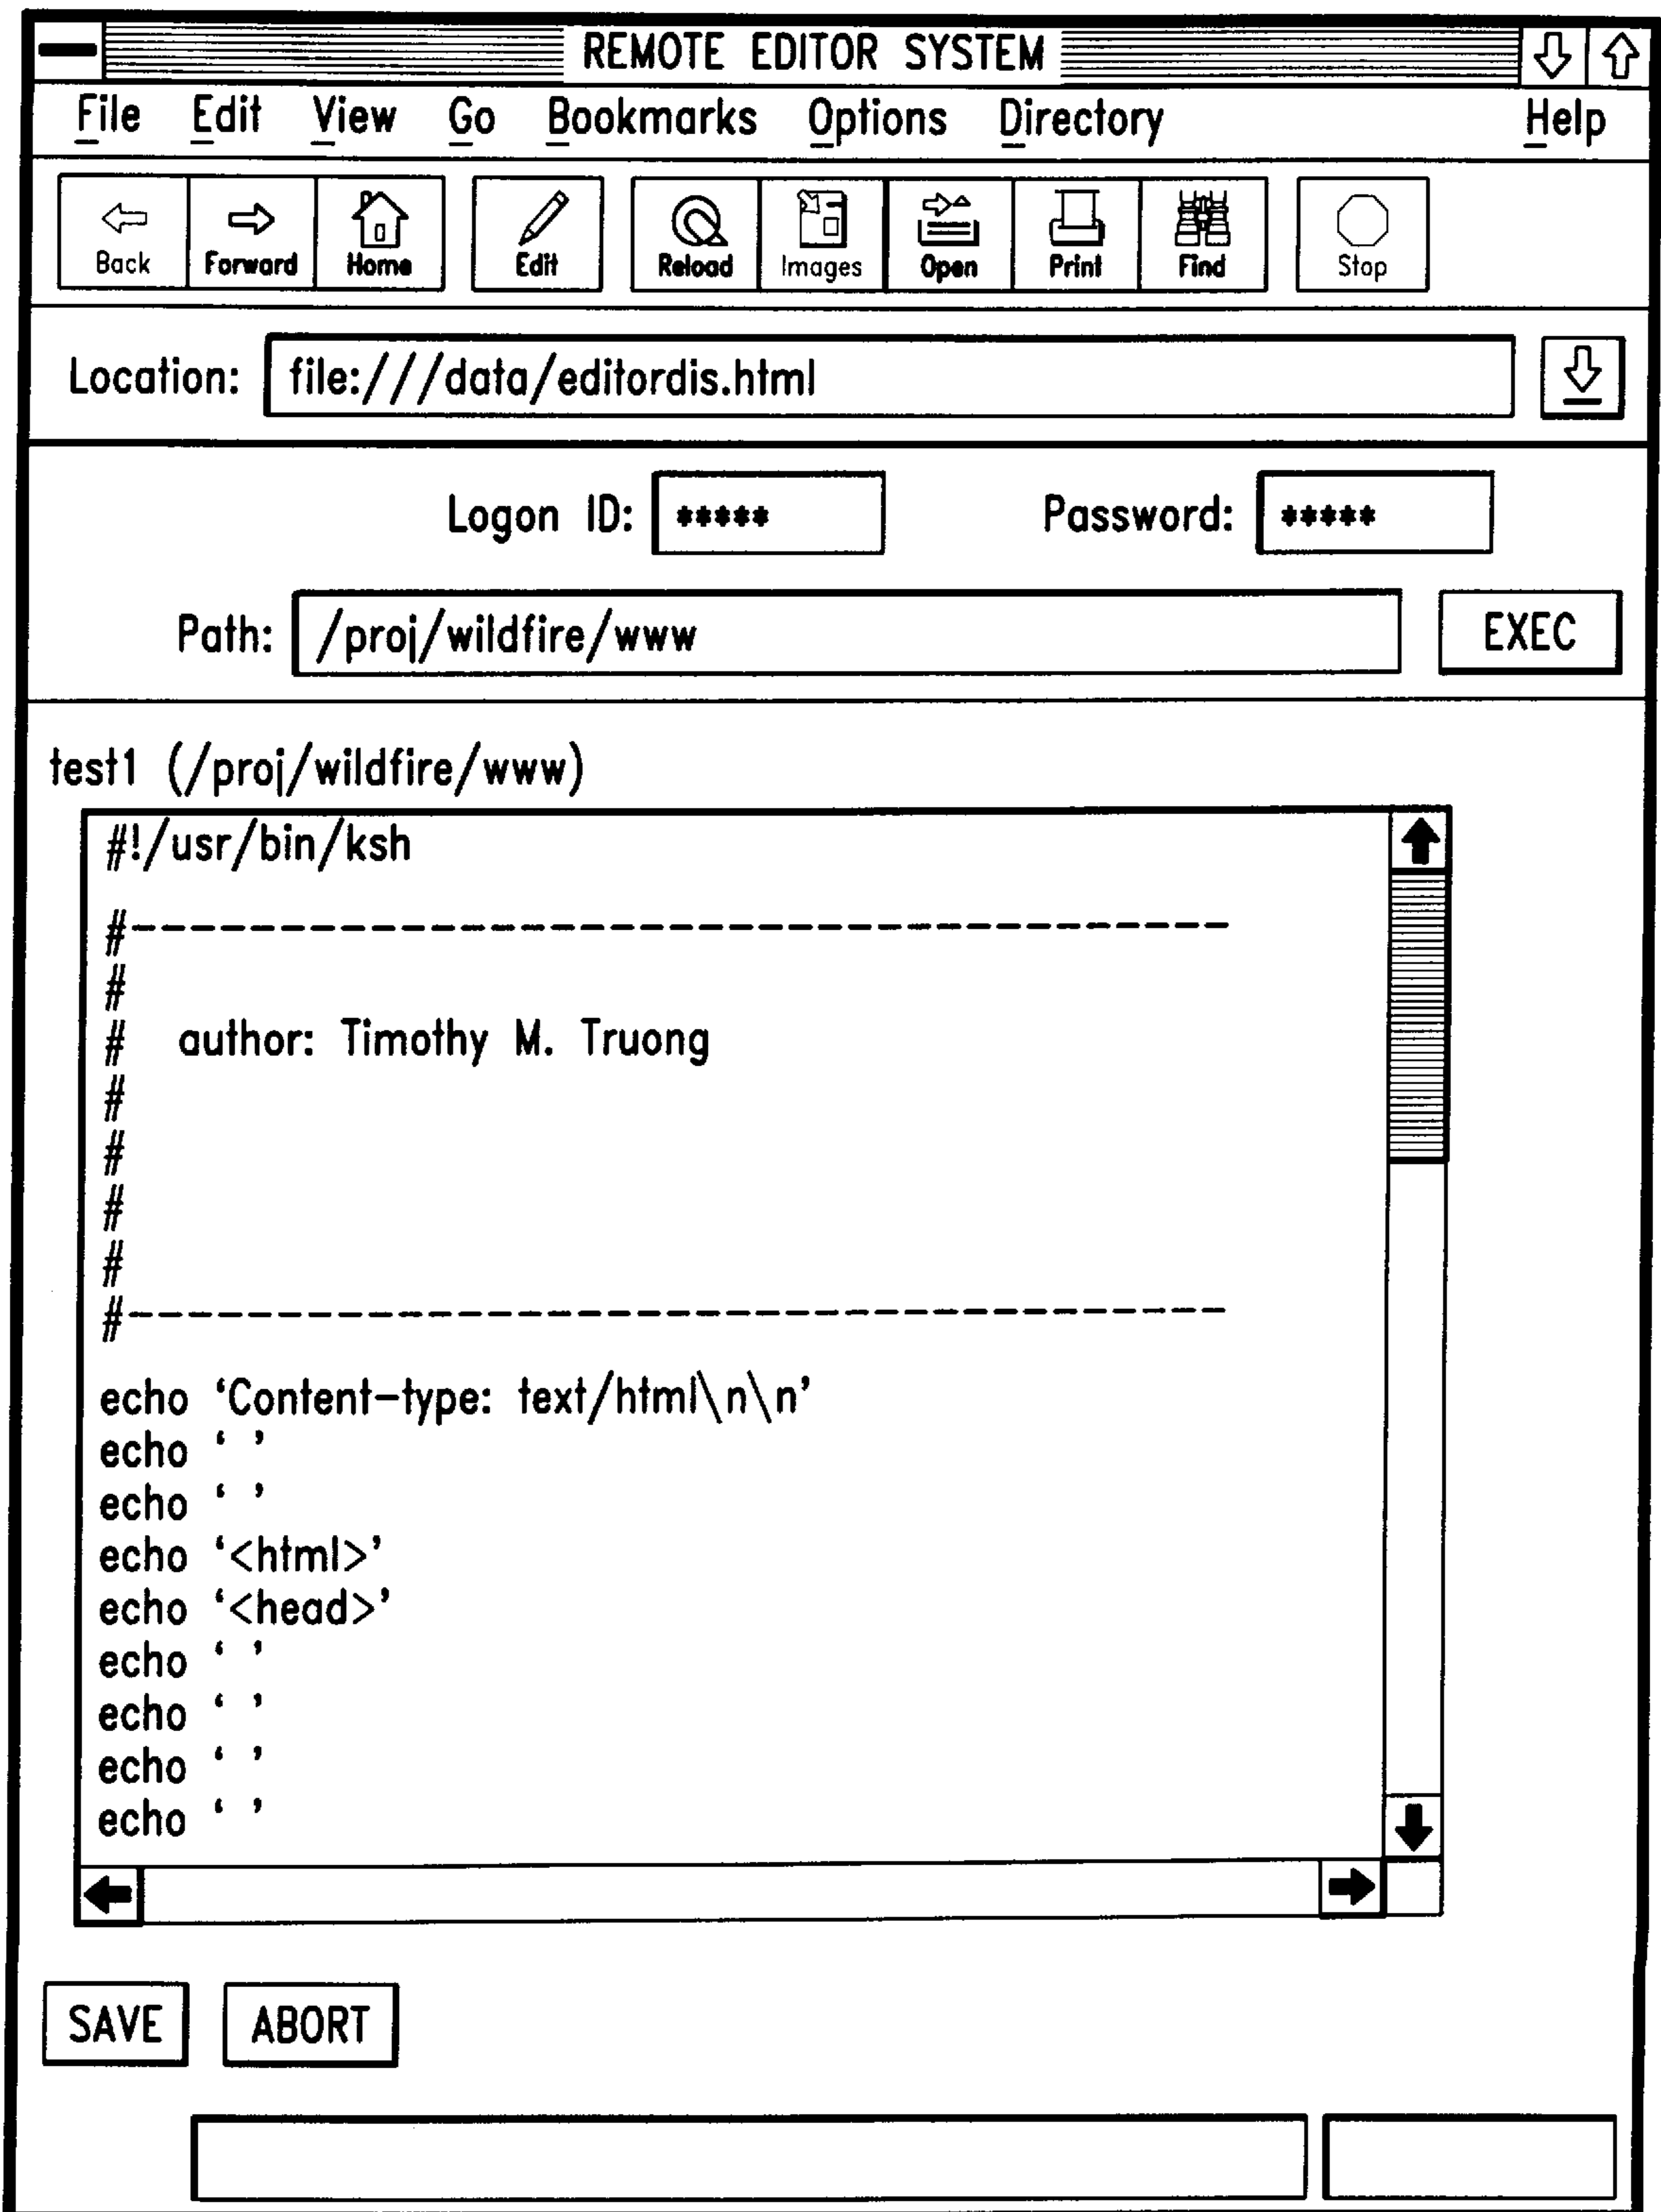 REMOTE EDITOR SYSTEM
File Edit View Go Bookmarks Options Directory Help
Back Forward Home Edit Reload Images Open Print Find Stop
Location: file:///data/editordis.html
Logon ID: ***** Password: *****
Path: /proj/wildfire/www EXEC
test1 (/proj/wildfire/www)
#!/usr/bin/ksh
#-------------------------------------
#
# author: Timothy M. Truong
#
#
#
#
#-------------------------------------
echo ‘Content-type: text/html\n\n’
echo ‘ ’
echo ‘ ’
echo ‘<html>’
echo ‘<head>’
echo ‘ ’
echo ‘ ’
echo ‘ ’
echo ‘ ’
SAVE ABORT